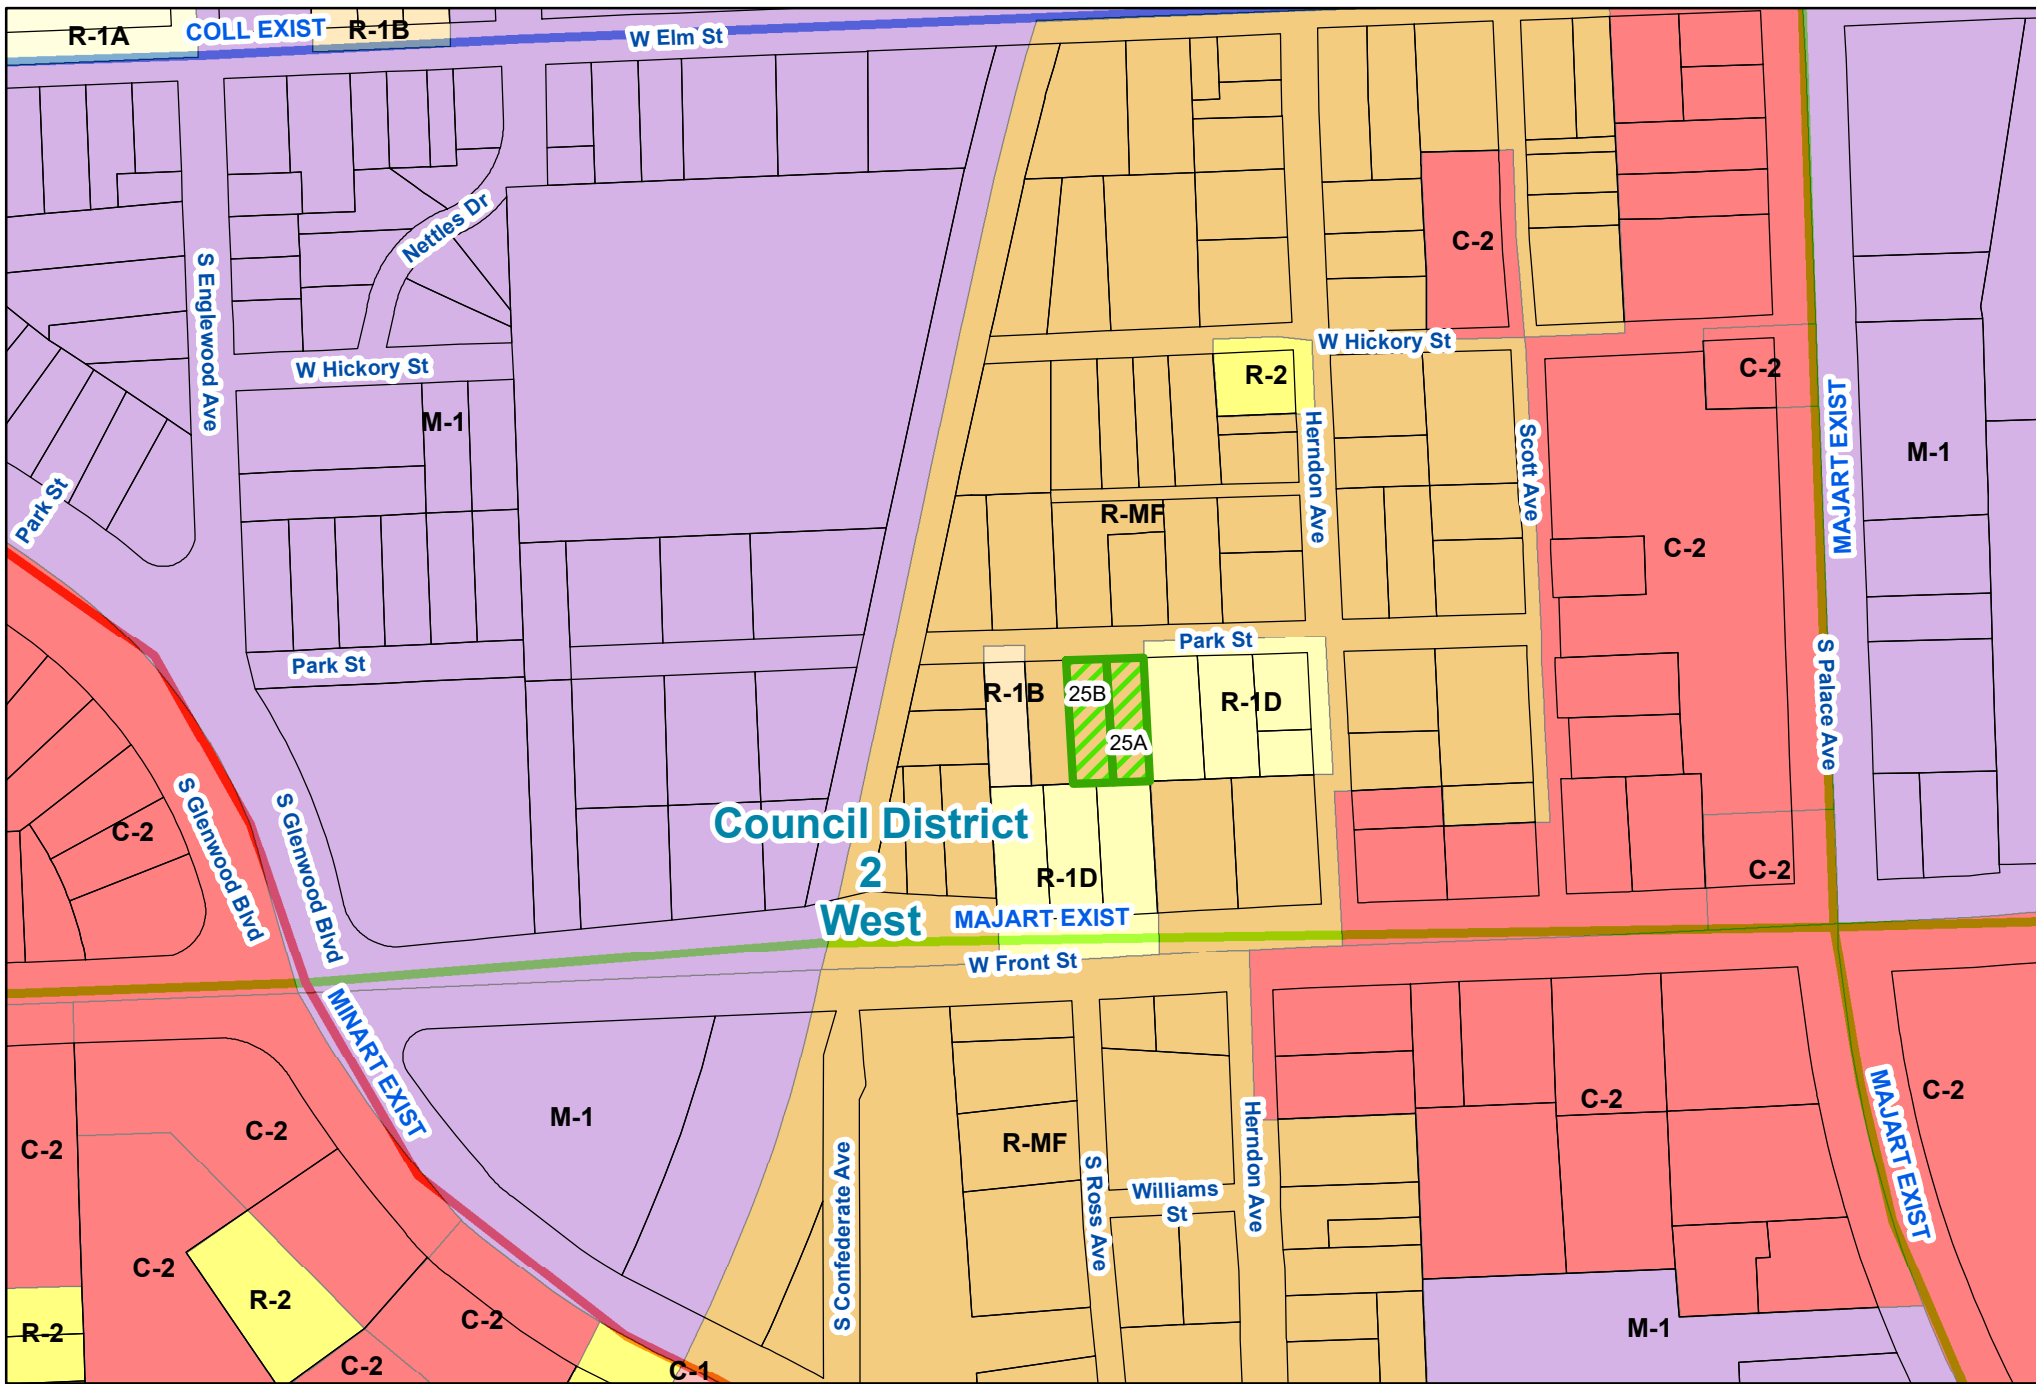 R-1A
COLL EXIST
R-1B
W Elm St
Nettles Dr
S Englewood Ave
C-2
W Hickory St
W Hickory St
R-2
C-2
M-1
Herndon Ave
Scott Ave
MAJART EXIST
M-1
Park St
R-MF
C-2
Park St
Park St
R-1B
25B
R-1D
25A
S Palace Ave
S Glenwood Blvd
S Glenwood Blvd
C-2
Council District
2
West
R-1D
C-2
MAJART EXIST
W Front St
MINART EXIST
M-1
C-2
C-2
C-2
R-MF
C-2
C-2
MAJART EXIST
Herndon Ave
S Confederate Ave
S Ross Ave
Williams
St
C-2
R-2
R-2
C-2
C-2
C-1
M-1